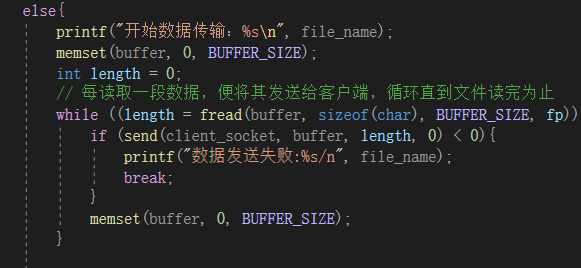 else{
printf("开始数据传输：%s\n", file_name);
memset(buffer, 0, BUFFER_SIZE);
int length = 0;
// 每读取一段数据，便将其发送给客户端，循环直到文件读完为止
while ((length = fread(buffer, sizeof(char), BUFFER_SIZE, fp))
if (send(client_socket, buffer, length, 0) < 0){
printf("数据发送失败:%s/n", file_name);
break;
}
memset(buffer, 0, BUFFER_SIZE);
}